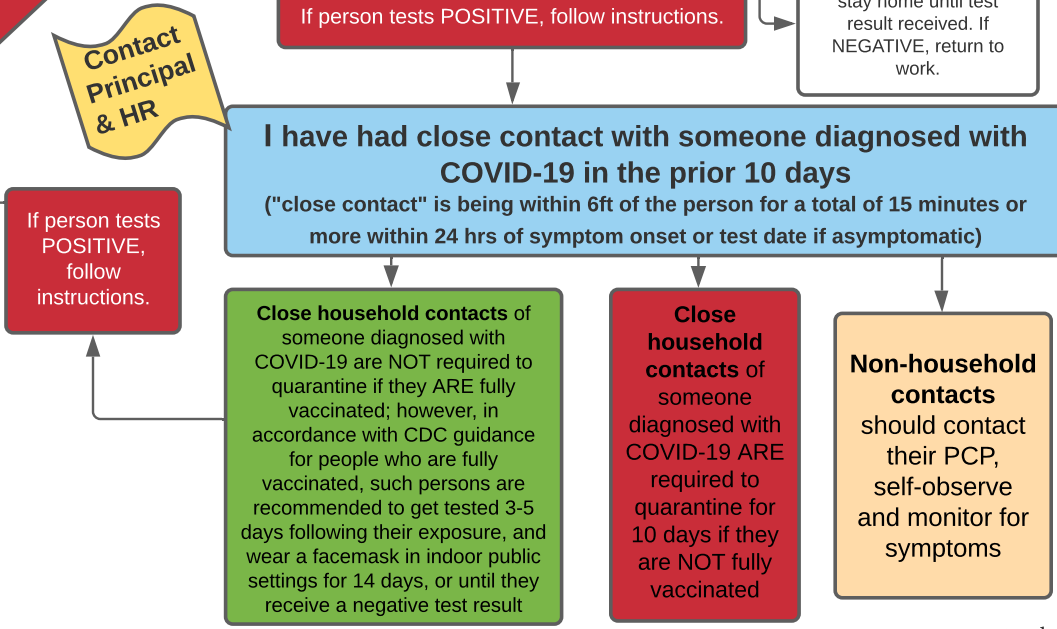 If person tests POSITIVE, follow instructions.
stay home until test
result received. If
NEGATIVE, return to
work.
Contact
Principal
& HR
I have had close contact with someone diagnosed with
COVID-19 in the prior 10 days
("close contact" is being within 6ft of the person for a total of 15 minutes or
more within 24 hrs of symptom onset or test date if asymptomatic)
If person tests
POSITIVE,
follow
instructions.
Close household contacts of
someone diagnosed with
COVID-19 are NOT required to
quarantine if they ARE fully
vaccinated; however, in
accordance with CDC guidance
for people who are fully
vaccinated, such persons are
recommended to get tested 3-5
days following their exposure, and
wear a facemask in indoor public
settings for 14 days, or until they
receive a negative test result
Close
household
contacts of
someone
diagnosed with
COVID-19 ARE
required to
quarantine for
10 days if they
are NOT fully
vaccinated
Non-household
contacts
should contact
their PCP,
self-observe
and monitor for
symptoms